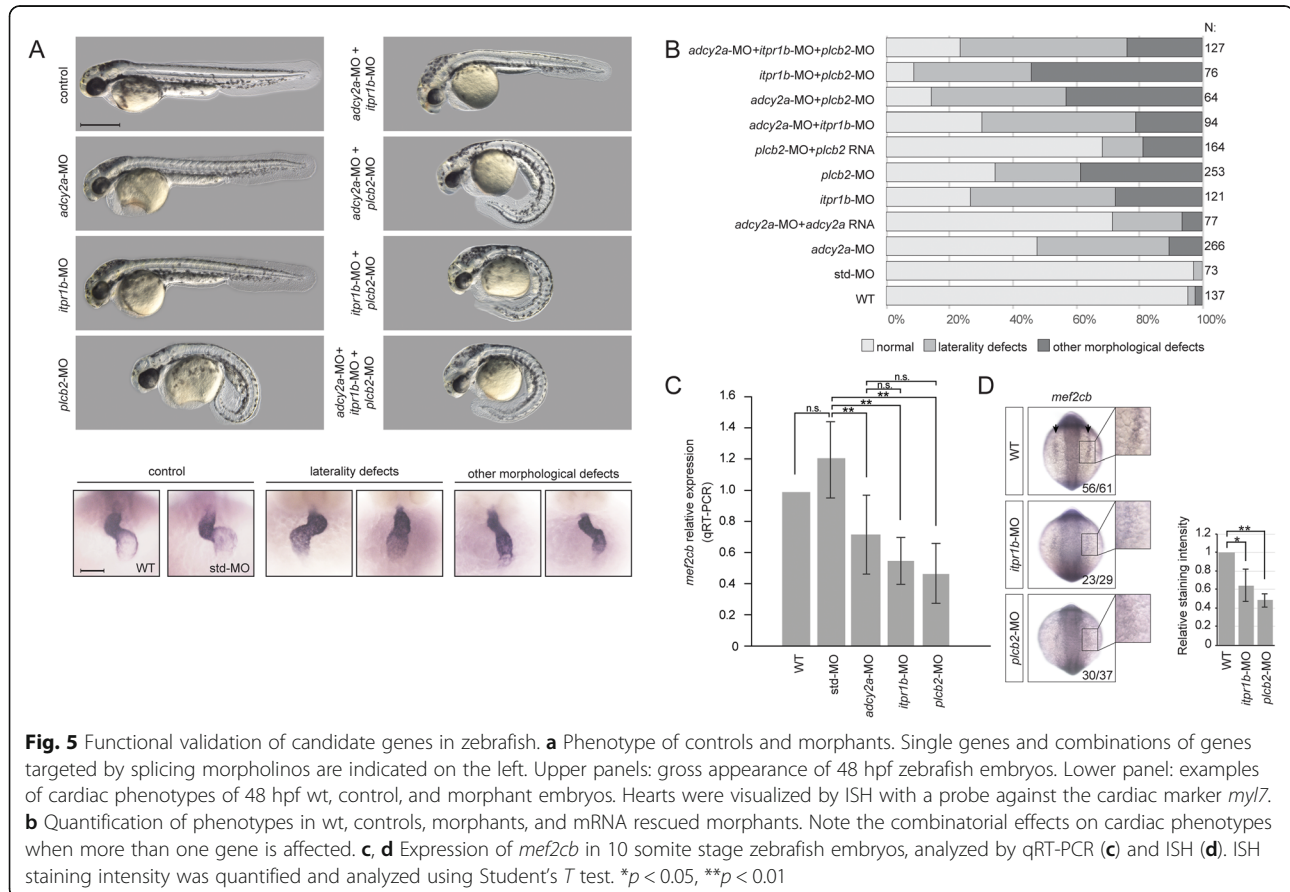 A
control
adcy2a-MO
itpr1b-MO
plcb2-MO
adcy2a-MO +
itpr1b-MO
adcy2a-MO +
plcb2-MO
itpr1b-MO +
plcb2-MO
adcy2a-MO+
itpr1b-MO +
plcb2-MO
control
laterality defects
other morphological defects
WT
std-MO
B
N:
adcy2a-MO+itpr1b-MO+plcb2-MO
127
itpr1b-MO+plcb2-MO
76
adcy2a-MO+plcb2-MO
64
adcy2a-MO+itpr1b-MO
94
plcb2-MO+plcb2 RNA
164
plcb2-MO
253
itpr1b-MO
121
adcy2a-MO+adcy2a RNA
77
adcy2a-MO
266
std-MO
73
WT
137
0%
20%
40%
60%
80%
100%
normal
laterality defects
other morphological defects
C
mef2cb relative expression
(qRT-PCR)
1.6
1.4
1.2
1.0
0.8
0.6
0.4
0.2
0
n.s.
n.s.
n.s.
**
**
**
WT
std-MO
adcy2a-MO
itpr1b-MO
plcb2-MO
D
mef2cb
WT
56/61
itpr1b-MO
23/29
plcb2-MO
30/37
Relative staining intensity
1.2
1
0.8
0.6
0.4
0.2
0
**
*
WT
itpr1b-MO
plcb2-MO
Fig. 5 Functional validation of candidate genes in zebrafish. a Phenotype of controls and morphants. Single genes and combinations of genes
targeted by splicing morpholinos are indicated on the left. Upper panels: gross appearance of 48 hpf zebrafish embryos. Lower panel: examples
of cardiac phenotypes of 48 hpf wt, control, and morphant embryos. Hearts were visualized by ISH with a probe against the cardiac marker myl7.
b Quantification of phenotypes in wt, controls, morphants, and mRNA rescued morphants. Note the combinatorial effects on cardiac phenotypes
when more than one gene is affected. c, d Expression of mef2cb in 10 somite stage zebrafish embryos, analyzed by qRT-PCR (c) and ISH (d). ISH
staining intensity was quantified and analyzed using Student's T test. *p < 0.05, **p < 0.01